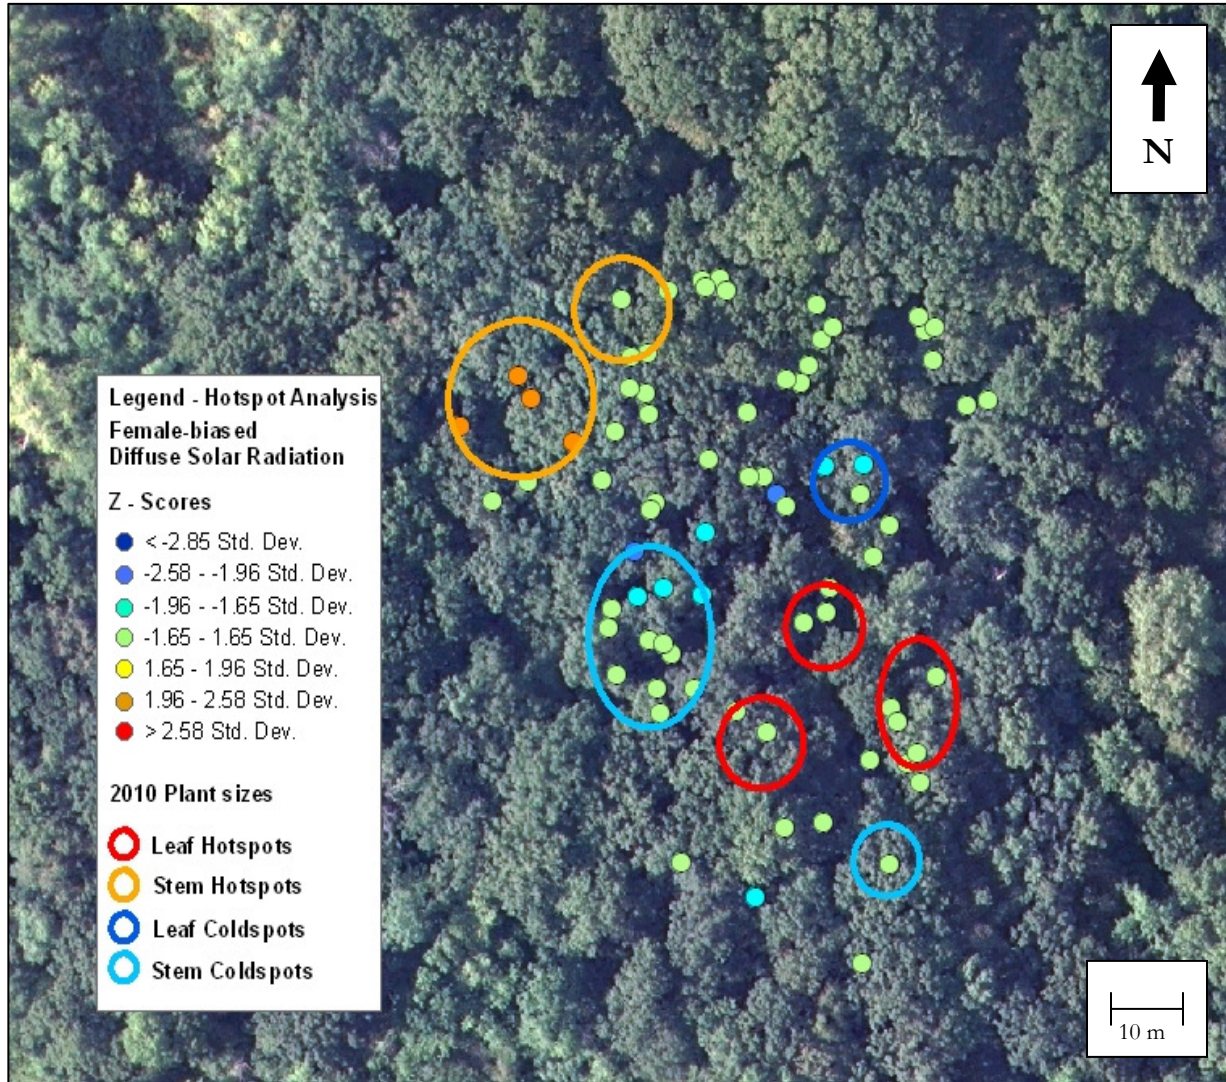 N
Legend - Hotspot Analysis
Female-biased
Diffuse Solar Radiation
Z - Scores
< -2.85 Std. Dev.
-2.58 - -1.96 Std. Dev.
-1.96 - -1.65 Std. Dev.
-1.65 - 1.65 Std. Dev.
1.65 - 1.96 Std. Dev.
1.96 - 2.58 Std. Dev.
> 2.58 Std. Dev.
2010 Plant sizes
Leaf Hotspots
Stem Hotspots
Leaf Coldspots
Stem Coldspots
10 m